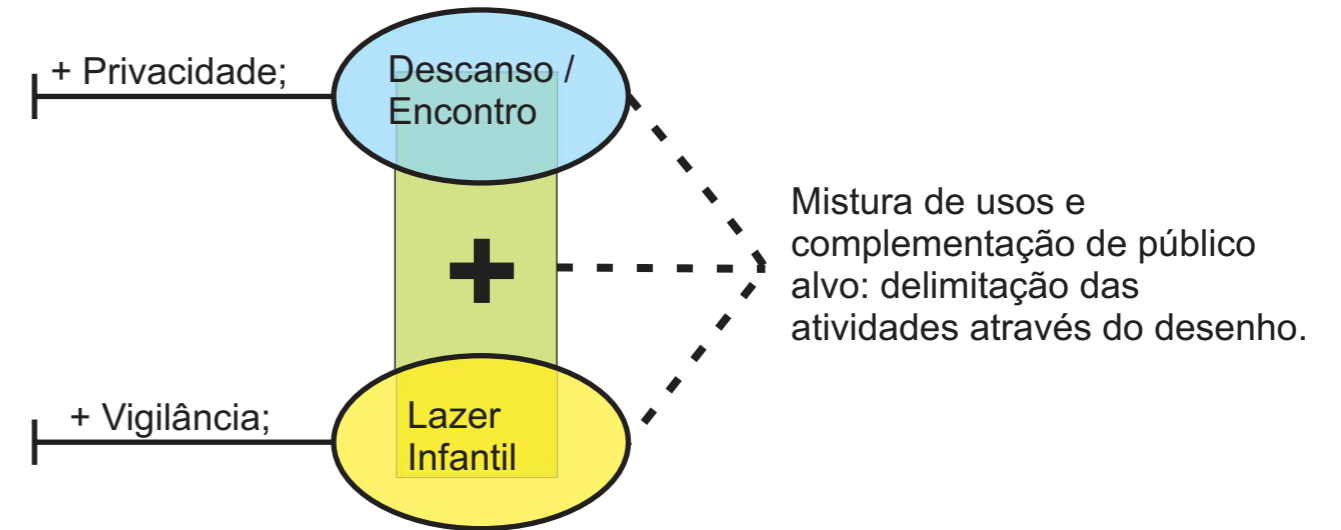 + Privacidade;
Descanso /
Encontro
+
Mistura de usos e
complementação de público
alvo: delimitação das
atividades através do desenho.
+ Vigilância;
Lazer
Infantil